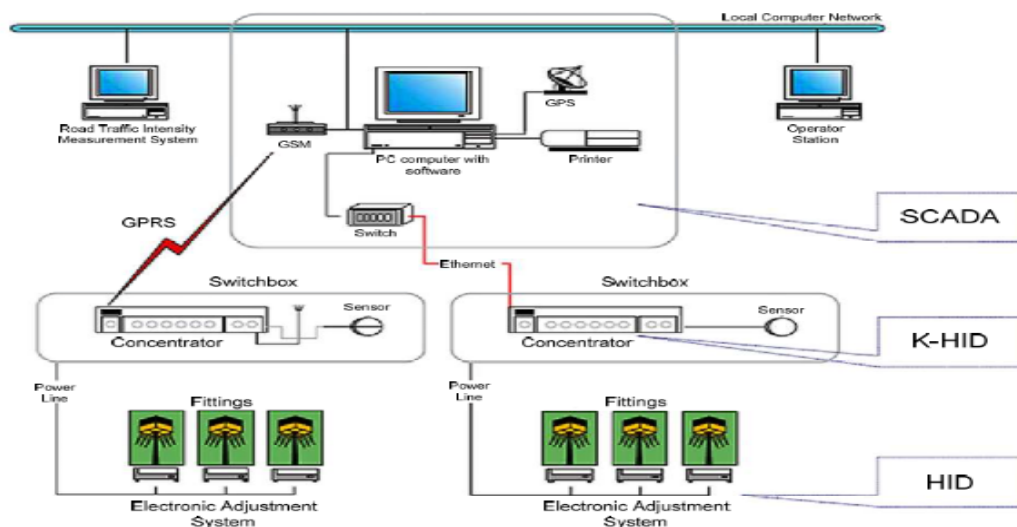 Local Computer Network
Road Traffic Intensity
Measurement System
GSM
PC computer with
software
GPS
Printer
Operator
Station
GPRS
Switch
SCADA
Ethernet
Switchbox
Switchbox
Concentrator
Sensor
Concentrator
Sensor
K-HID
Power
Line
Power
Line
Fittings
Fittings
HID
Electronic Adjustment
System
Electronic Adjustment
System